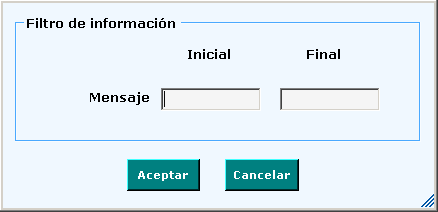 Filtro de información
Inicial Final
Mensaje
Aceptar Cancelar